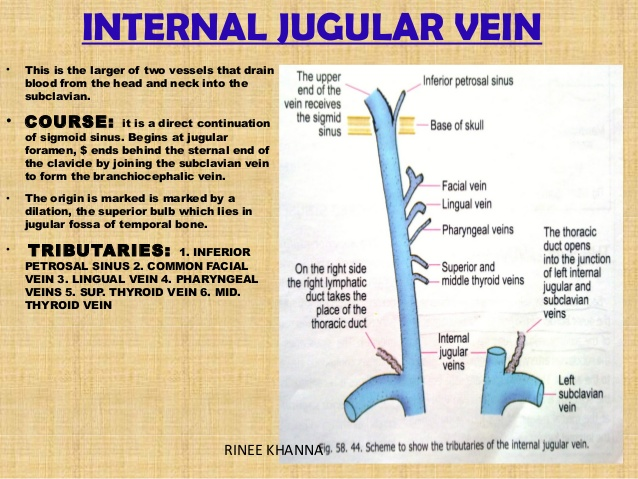 INTERNAL JUGULAR VEIN
• This is the larger of two vessels that drain
blood from the head and neck into the
subclavian.
• COURSE: it is a direct continuation
of sigmoid sinus. Begins at jugular
foramen, $ ends behind the sternal end of
the clavicle by joining the subclavian vein
to form the branchiocephalic vein.
• The origin is marked is marked by a
dilation, the superior bulb which lies in
jugular fossa of temporal bone.
• TRIBUTARIES: 1. INFERIOR
PETROSAL SINUS 2. COMMON FACIAL
VEIN 3. LINGUAL VEIN 4. PHARYNGEAL
VEINS 5. SUP. THYROID VEIN 6. MID.
THYROID VEIN
The upper
end of the
vein receives
the sigmid
sinus
Inferior petrosal sinus
Base of skull
Facial vein
Lingual vein
Pharyngeal veins
Superior and
middle thyroid veins
On the right side
the right lymphatic
duct takes the
place of the
thoracic duct
The thoracic
duct opens
into the junction
of left internal
jugular and
subclavian
veins
Internal
jugular
veins
Left
subclavian
vein
Fig. 58. 44. Scheme to show the tributaries of the internal jugular vein.
RINEE KHANNA